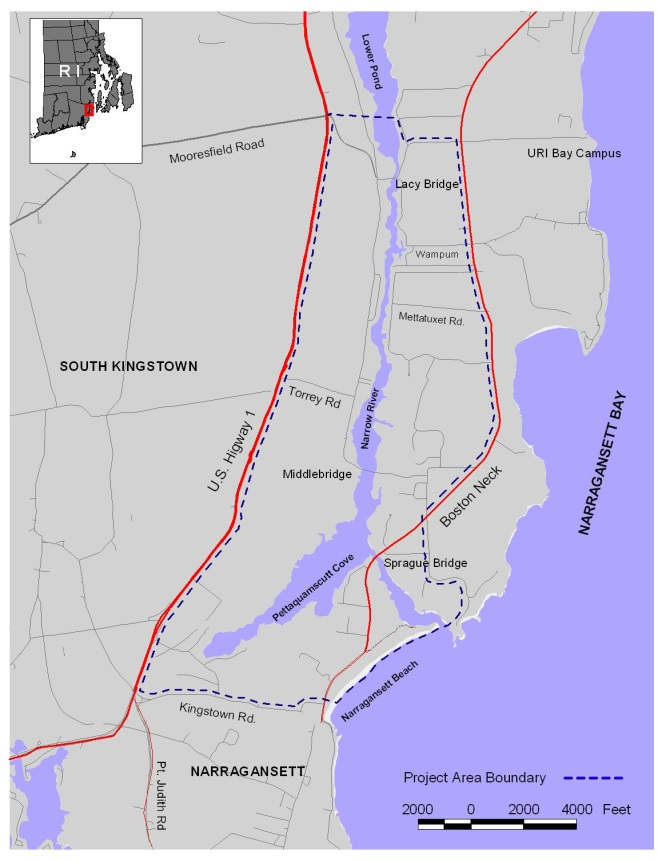 R I
Lower Pond
Mooresfield Road
URI Bay Campus
Lacy Bridge
Wampum
Mettatuxet Rd.
SOUTH KINGSTOWN
Torrey Rd
Narrow River
NARRAGANSETT BAY
U.S. Higway 1
Middlebridge
Boston Neck
Sprague Bridge
Pettaquamscutt Cove
Narragansett Beach
Kingstown Rd.
NARRAGANSETT
Pt. Judith Rd
Project Area Boundary
2000 0 2000 4000 Feet